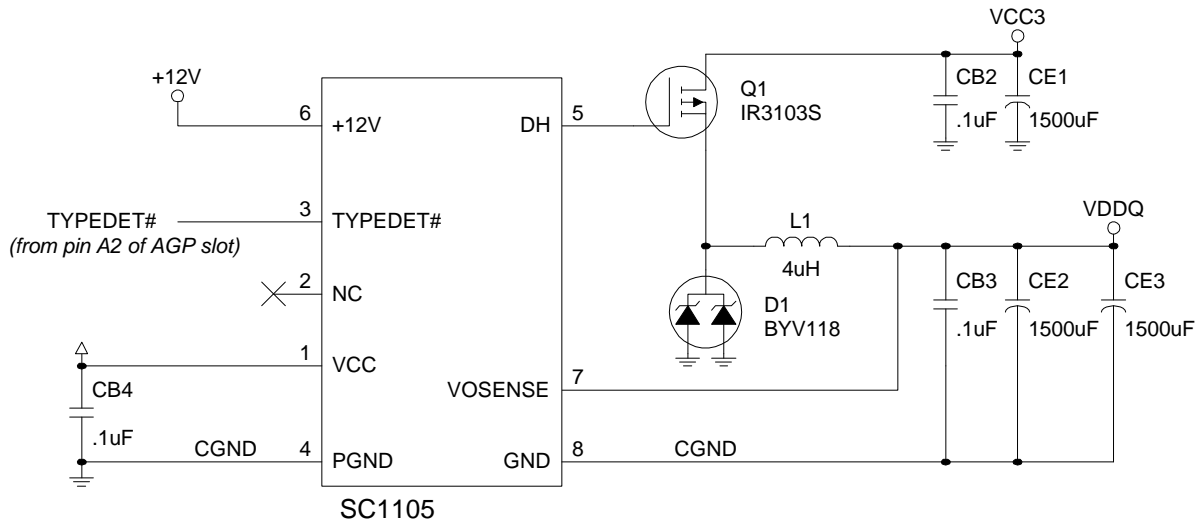 VCC3
+12V
Q1
IR3103S
CB2
.1uF
CE1
1500uF
6
+12V
DH
5
TYPEDET#
(from pin A2 of AGP slot)
3
TYPEDET#
VDDQ
L1
4uH
2
NC
D1
BYV118
CB3
.1uF
CE2
1500uF
CE3
1500uF
1
VCC
CB4
.1uF
VOSENSE
7
CGND
4
PGND
GND
8
CGND
SC1105